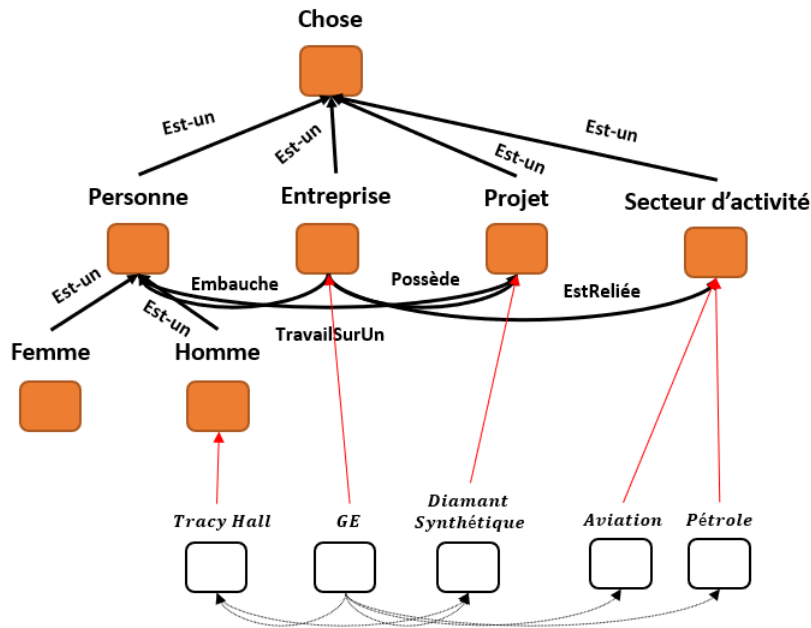 Chose
Est-un
Est-un
Est-un
Est-un
Personne
Entreprise
Projet
Secteur d'activité
Est-un
Embauche
Possède
EstReliée
Est-un
TravailSurUn
Femme
Homme
Tracy Hall
GE
Diamant
Synthétique
Aviation
Pétrole